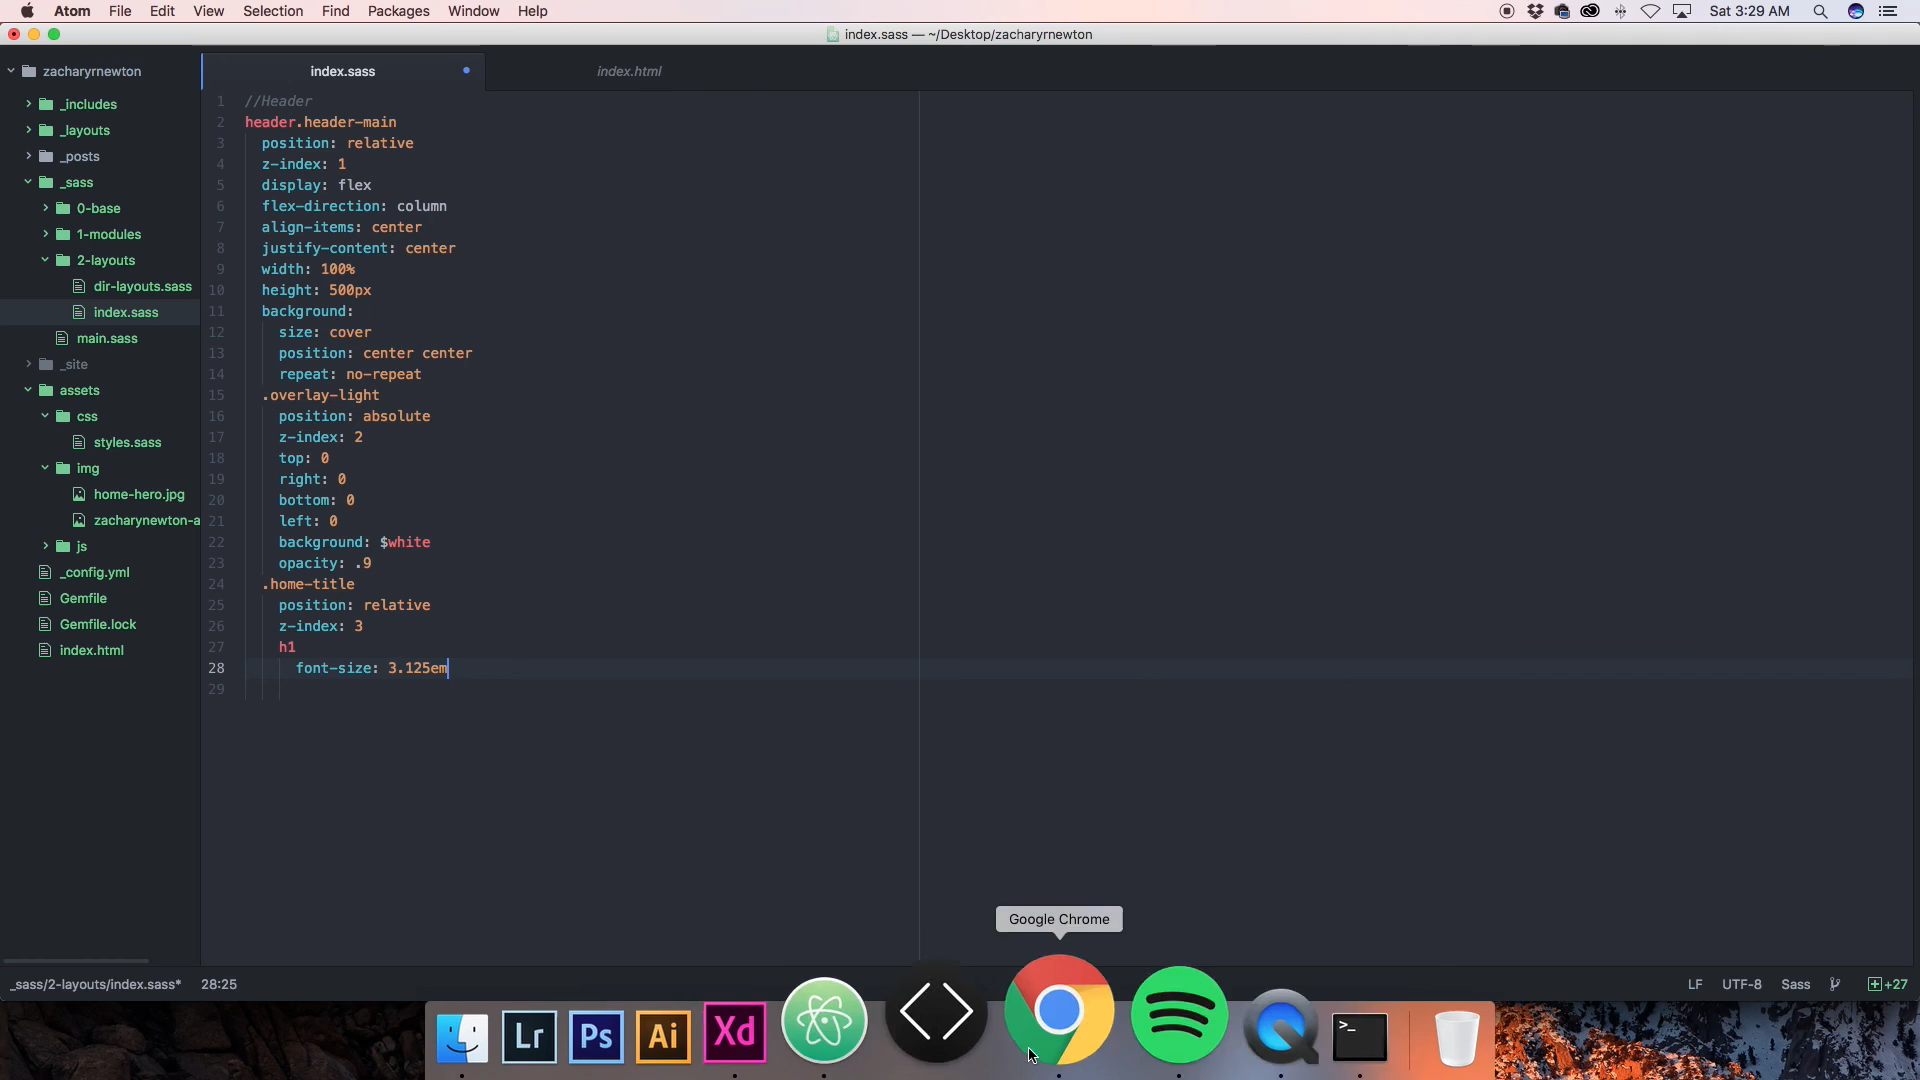 Atom File Edit View Selection Find Packages Window Help Sat 3:29 AM
index.sass — ~/Desktop/zacharyrnewton
zacharyrnewton
_includes
_layouts
_posts
_sass
0-base
1-modules
2-layouts
dir-layouts.sass
index.sass
main.sass
_site
assets
css
styles.sass
img
home-hero.jpg
zacharynewton-a
js
_config.yml
Gemfile
Gemfile.lock
index.html
index.sass index.html
1 //Header
2 header.header-main
3 position: relative
4 z-index: 1
5 display: flex
6 flex-direction: column
7 align-items: center
8 justify-content: center
9 width: 100%
10 height: 500px
11 background:
12 size: cover
13 position: center center
14 repeat: no-repeat
15 .overlay-light
16 position: absolute
17 z-index: 2
18 top: 0
19 right: 0
20 bottom: 0
21 left: 0
22 background: $white
23 opacity: .9
24 .home-title
25 position: relative
26 z-index: 3
27 h1
28 font-size: 3.125em
29
Google Chrome
_sass/2-layouts/index.sass* 28:25 LF UTF-8 Sass +27
Lr Ps Ai Xd >_